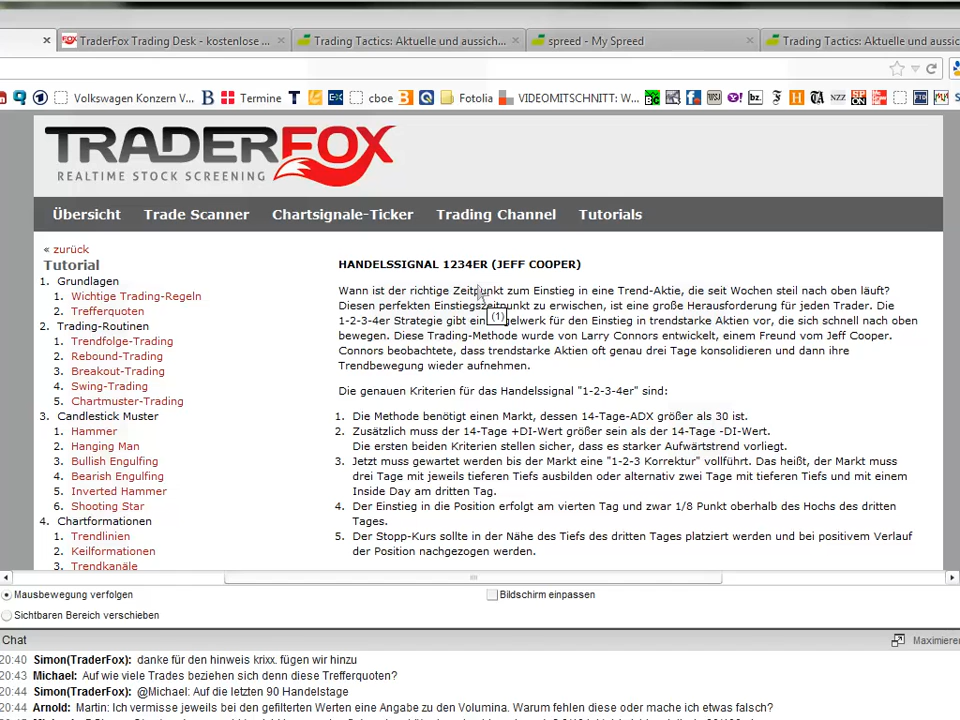 TraderFox Trading Desk - kostenlose ...
Trading Tactics: Aktuelle und aussich...
spreed - My Spreed
Trading Tactics: Aktuelle und aussic
Volkswagen Konzern V...
Termine
cboe
Fotolia
VIDEOMITSCHNITT: W...
TRADERFOX
REALTIME STOCK SCREENING
Übersicht Trade Scanner Chartsignale-Ticker Trading Channel Tutorials
« zurück
Tutorial
1. Grundlagen
1. Wichtige Trading-Regeln
2. Trefferquoten
2. Trading-Routinen
1. Trendfolge-Trading
2. Rebound-Trading
3. Breakout-Trading
4. Swing-Trading
5. Chartmuster-Trading
3. Candlestick Muster
1. Hammer
2. Hanging Man
3. Bullish Engulfing
4. Bearish Engulfing
5. Inverted Hammer
6. Shooting Star
4. Chartformationen
1. Trendlinien
2. Keilformationen
3. Trendkanäle
HANDELSSIGNAL 1234ER (JEFF COOPER)
Wann ist der richtige Zeitpunkt zum Einstieg in eine Trend-Aktie, die seit Wochen steil nach oben läuft?
Diesen perfekten Einstiegszeitpunkt zu erwischen, ist eine große Herausforderung für jeden Trader. Die
1-2-3-4er Strategie gibt ein Regelwerk für den Einstieg in trendstarke Aktien vor, die sich schnell nach oben
bewegen. Diese Trading-Methode wurde von Larry Connors entwickelt, einem Freund vom Jeff Cooper.
Connors beobachtete, dass trendstarke Aktien oft genau drei Tage konsolidieren und dann ihre
Trendbewegung wieder aufnehmen.
(1)
Die genauen Kriterien für das Handelssignal "1-2-3-4er" sind:
1. Die Methode benötigt einen Markt, dessen 14-Tage-ADX größer als 30 ist.
2. Zusätzlich muss der 14-Tage +DI-Wert größer sein als der 14-Tage -DI-Wert.
Die ersten beiden Kriterien stellen sicher, dass es starker Aufwärtstrend vorliegt.
3. Jetzt muss gewartet werden bis der Markt eine "1-2-3 Korrektur" vollführt. Das heißt, der Markt muss
drei Tage mit jeweils tieferen Tiefs ausbilden oder alternativ zwei Tage mit tieferen Tiefs und mit einem
Inside Day am dritten Tag.
4. Der Einstieg in die Position erfolgt am vierten Tag und zwar 1/8 Punkt oberhalb des Hochs des dritten
Tages.
5. Der Stopp-Kurs sollte in der Nähe des Tiefs des dritten Tages platziert werden und bei positivem Verlauf
der Position nachgezogen werden.
Mausbewegung verfolgen
Bildschirm einpassen
Sichtbaren Bereich verschieben
Chat
Maximiere
20:40 Simon(TraderFox): danke für den hinweis krixx. fügen wir hinzu
20:43 Michael: Auf wie viele Trades beziehen sich denn diese Trefferquoten?
20:44 Simon(TraderFox): @Michael: Auf die letzten 90 Handelstage
20:44 Arnold: Martin: Ich vermisse jeweils bei den gefilterten Werten eine Angabe zu den Volumina. Warum fehlen diese oder mache ich etwas falsch?